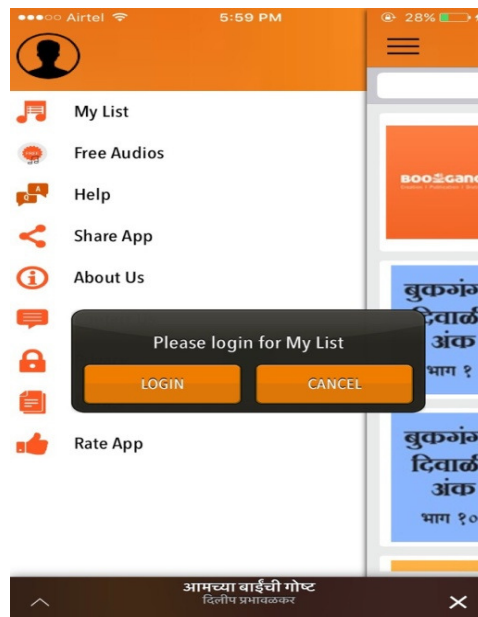 Airtel 5:59 PM 28%
My List
Free Audios
Help
Share App
About Us
Please login for My List
LOGIN CANCEL
Rate App
बुकगंग
दिवाळ
अंक
भाग १
बुकगंग
दिवाळ
अंक
भाग १०
आमच्या बाईची गोष्ट
दिलीप प्रभावळकर